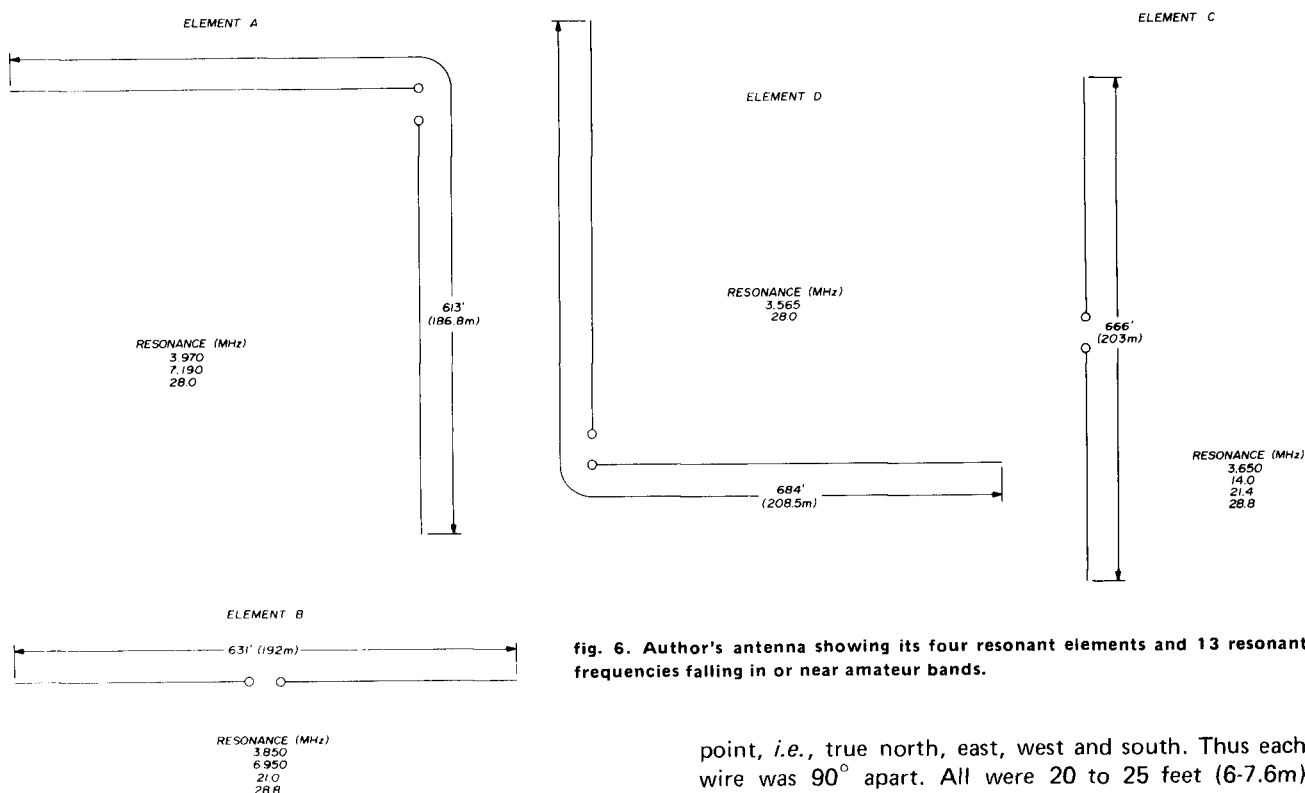 ELEMENT A
613'
(186.8m)
RESONANCE (MHz)
3.970
7.190
28.0
ELEMENT D
RESONANCE (MHz)
3.565
28.0
684'
(208.5m)
ELEMENT C
666'
(203m)
RESONANCE (MHz)
3.650
14.0
21.4
28.8
ELEMENT B
631' (192m)
RESONANCE (MHz)
3.850
6.950
21.0
28.8
fig. 6. Author's antenna showing its four resonant elements and 13 resonant
frequencies falling in or near amateur bands.
point, i.e., true north, east, west and south. Thus each
wire was 90° apart. All were 20 to 25 feet (6-7.6m)